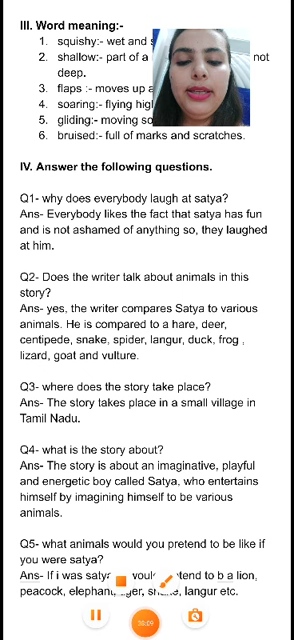 III. Word meaning:-
1. squishy:- wet and
2. shallow:- part of a not
deep.
3. flaps :- moves up a
4. soaring:- flying hig
5. gliding:- moving so
6. bruised:- full of marks and scratches.
IV. Answer the following questions.
Q1- why does everybody laugh at satya?
Ans- Everybody likes the fact that satya has fun
and is not ashamed of anything so, they laughed
at him.
Q2- Does the writer talk about animals in this
story?
Ans- yes, the writer compares Satya to various
animals. He is compared to a hare, deer,
centipede, snake, spider, langur, duck, frog ,
lizard, goat and vulture.
Q3- where does the story take place?
Ans- The story takes place in a small village in
Tamil Nadu.
Q4- what is the story about?
Ans- The story is about an imaginative, playful
and energetic boy called Satya, who entertains
himself by imagining himself to be various
animals.
Q5- what animals would you pretend to be like if
you were satya?
Ans- If i was to b a lion,
peacock, langur etc.